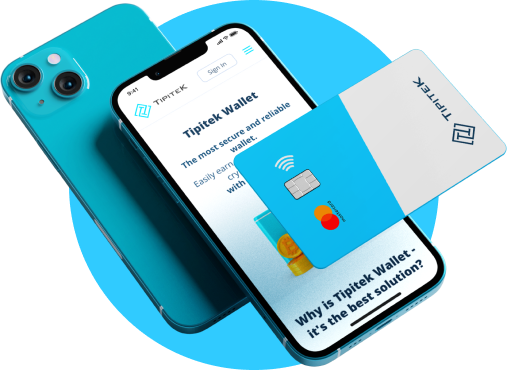 9:41
TIPITEK
Sign In
Tipitek Wallet
The most secure and reliable
wallet.
Easily earn
cry
with
Why is Tipitek Wallet -
it's the best solution?
TIPITEK
mastercard